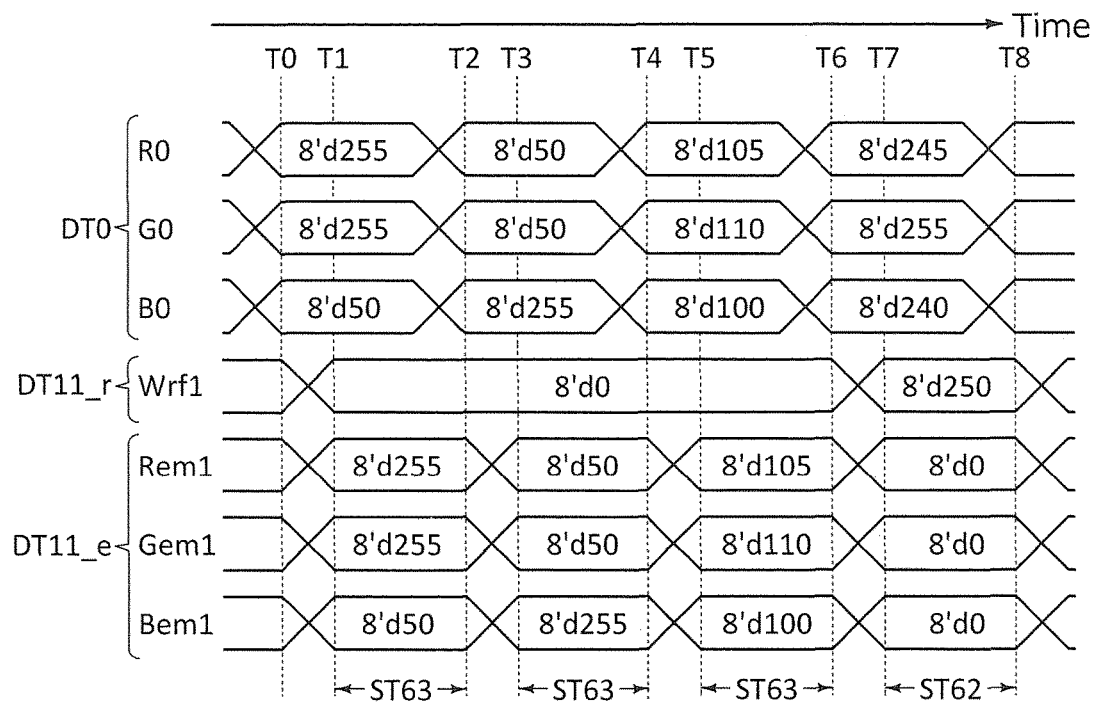 Time
T0 T1 T2 T3 T4 T5 T6 T7 T8
R0 8'd255 8'd50 8'd105 8'd245
DT0 G0 8'd255 8'd50 8'd110 8'd255
B0 8'd50 8'd255 8'd100 8'd240
DT11_r Wrf1 8'd0 8'd250
Rem1 8'd255 8'd50 8'd105 8'd0
DT11_e Gem1 8'd255 8'd50 8'd110 8'd0
Bem1 8'd50 8'd255 8'd100 8'd0
ST63 ST63 ST63 ST62